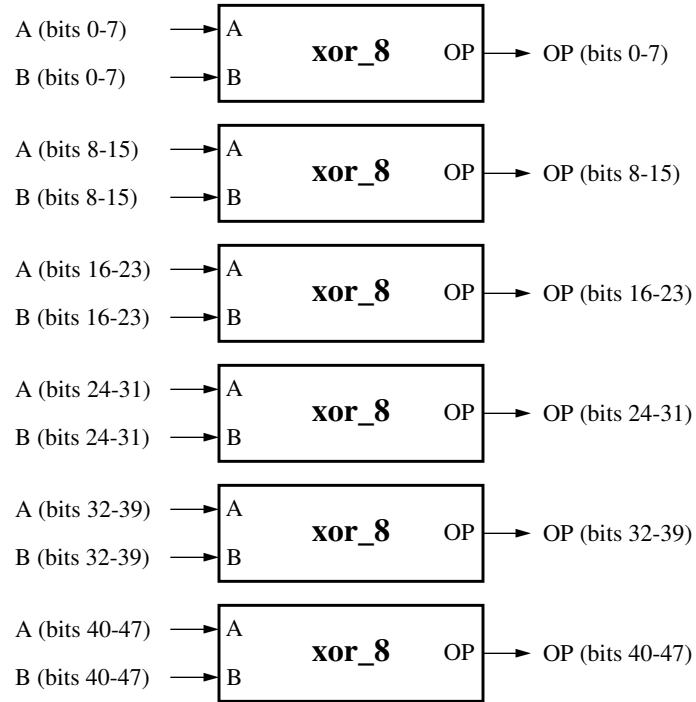 A (bits 0-7) A xor_8 OP OP (bits 0-7)
B (bits 0-7) B
A (bits 8-15) A xor_8 OP OP (bits 8-15)
B (bits 8-15) B
A (bits 16-23) A xor_8 OP OP (bits 16-23)
B (bits 16-23) B
A (bits 24-31) A xor_8 OP OP (bits 24-31)
B (bits 24-31) B
A (bits 32-39) A xor_8 OP OP (bits 32-39)
B (bits 32-39) B
A (bits 40-47) A xor_8 OP OP (bits 40-47)
B (bits 40-47) B